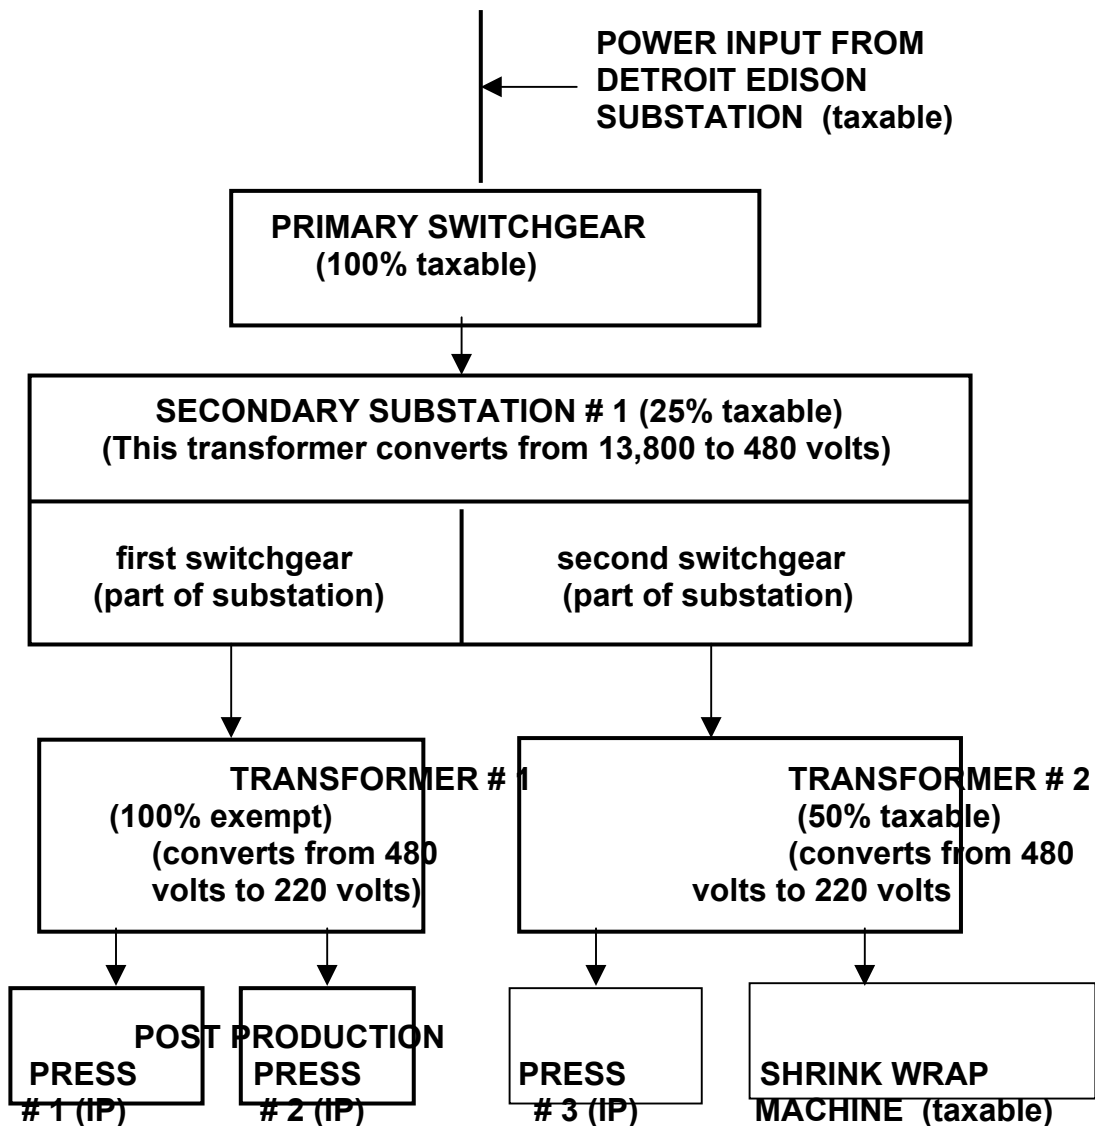 POWER INPUT FROM
DETROIT EDISON
SUBSTATION (taxable)
PRIMARY SWITCHGEAR
(100% taxable)
SECONDARY SUBSTATION # 1 (25% taxable)
(This transformer converts from 13,800 to 480 volts)
first switchgear
(part of substation)
second switchgear
(part of substation)
TRANSFORMER # 1
(100% exempt)
(converts from 480
volts to 220 volts)
TRANSFORMER # 2
(50% taxable)
(converts from 480
volts to 220 volts
POST PRODUCTION
PRESS
# 1 (IP)
PRESS
# 2 (IP)
PRESS
# 3 (IP)
SHRINK WRAP
MACHINE (taxable)